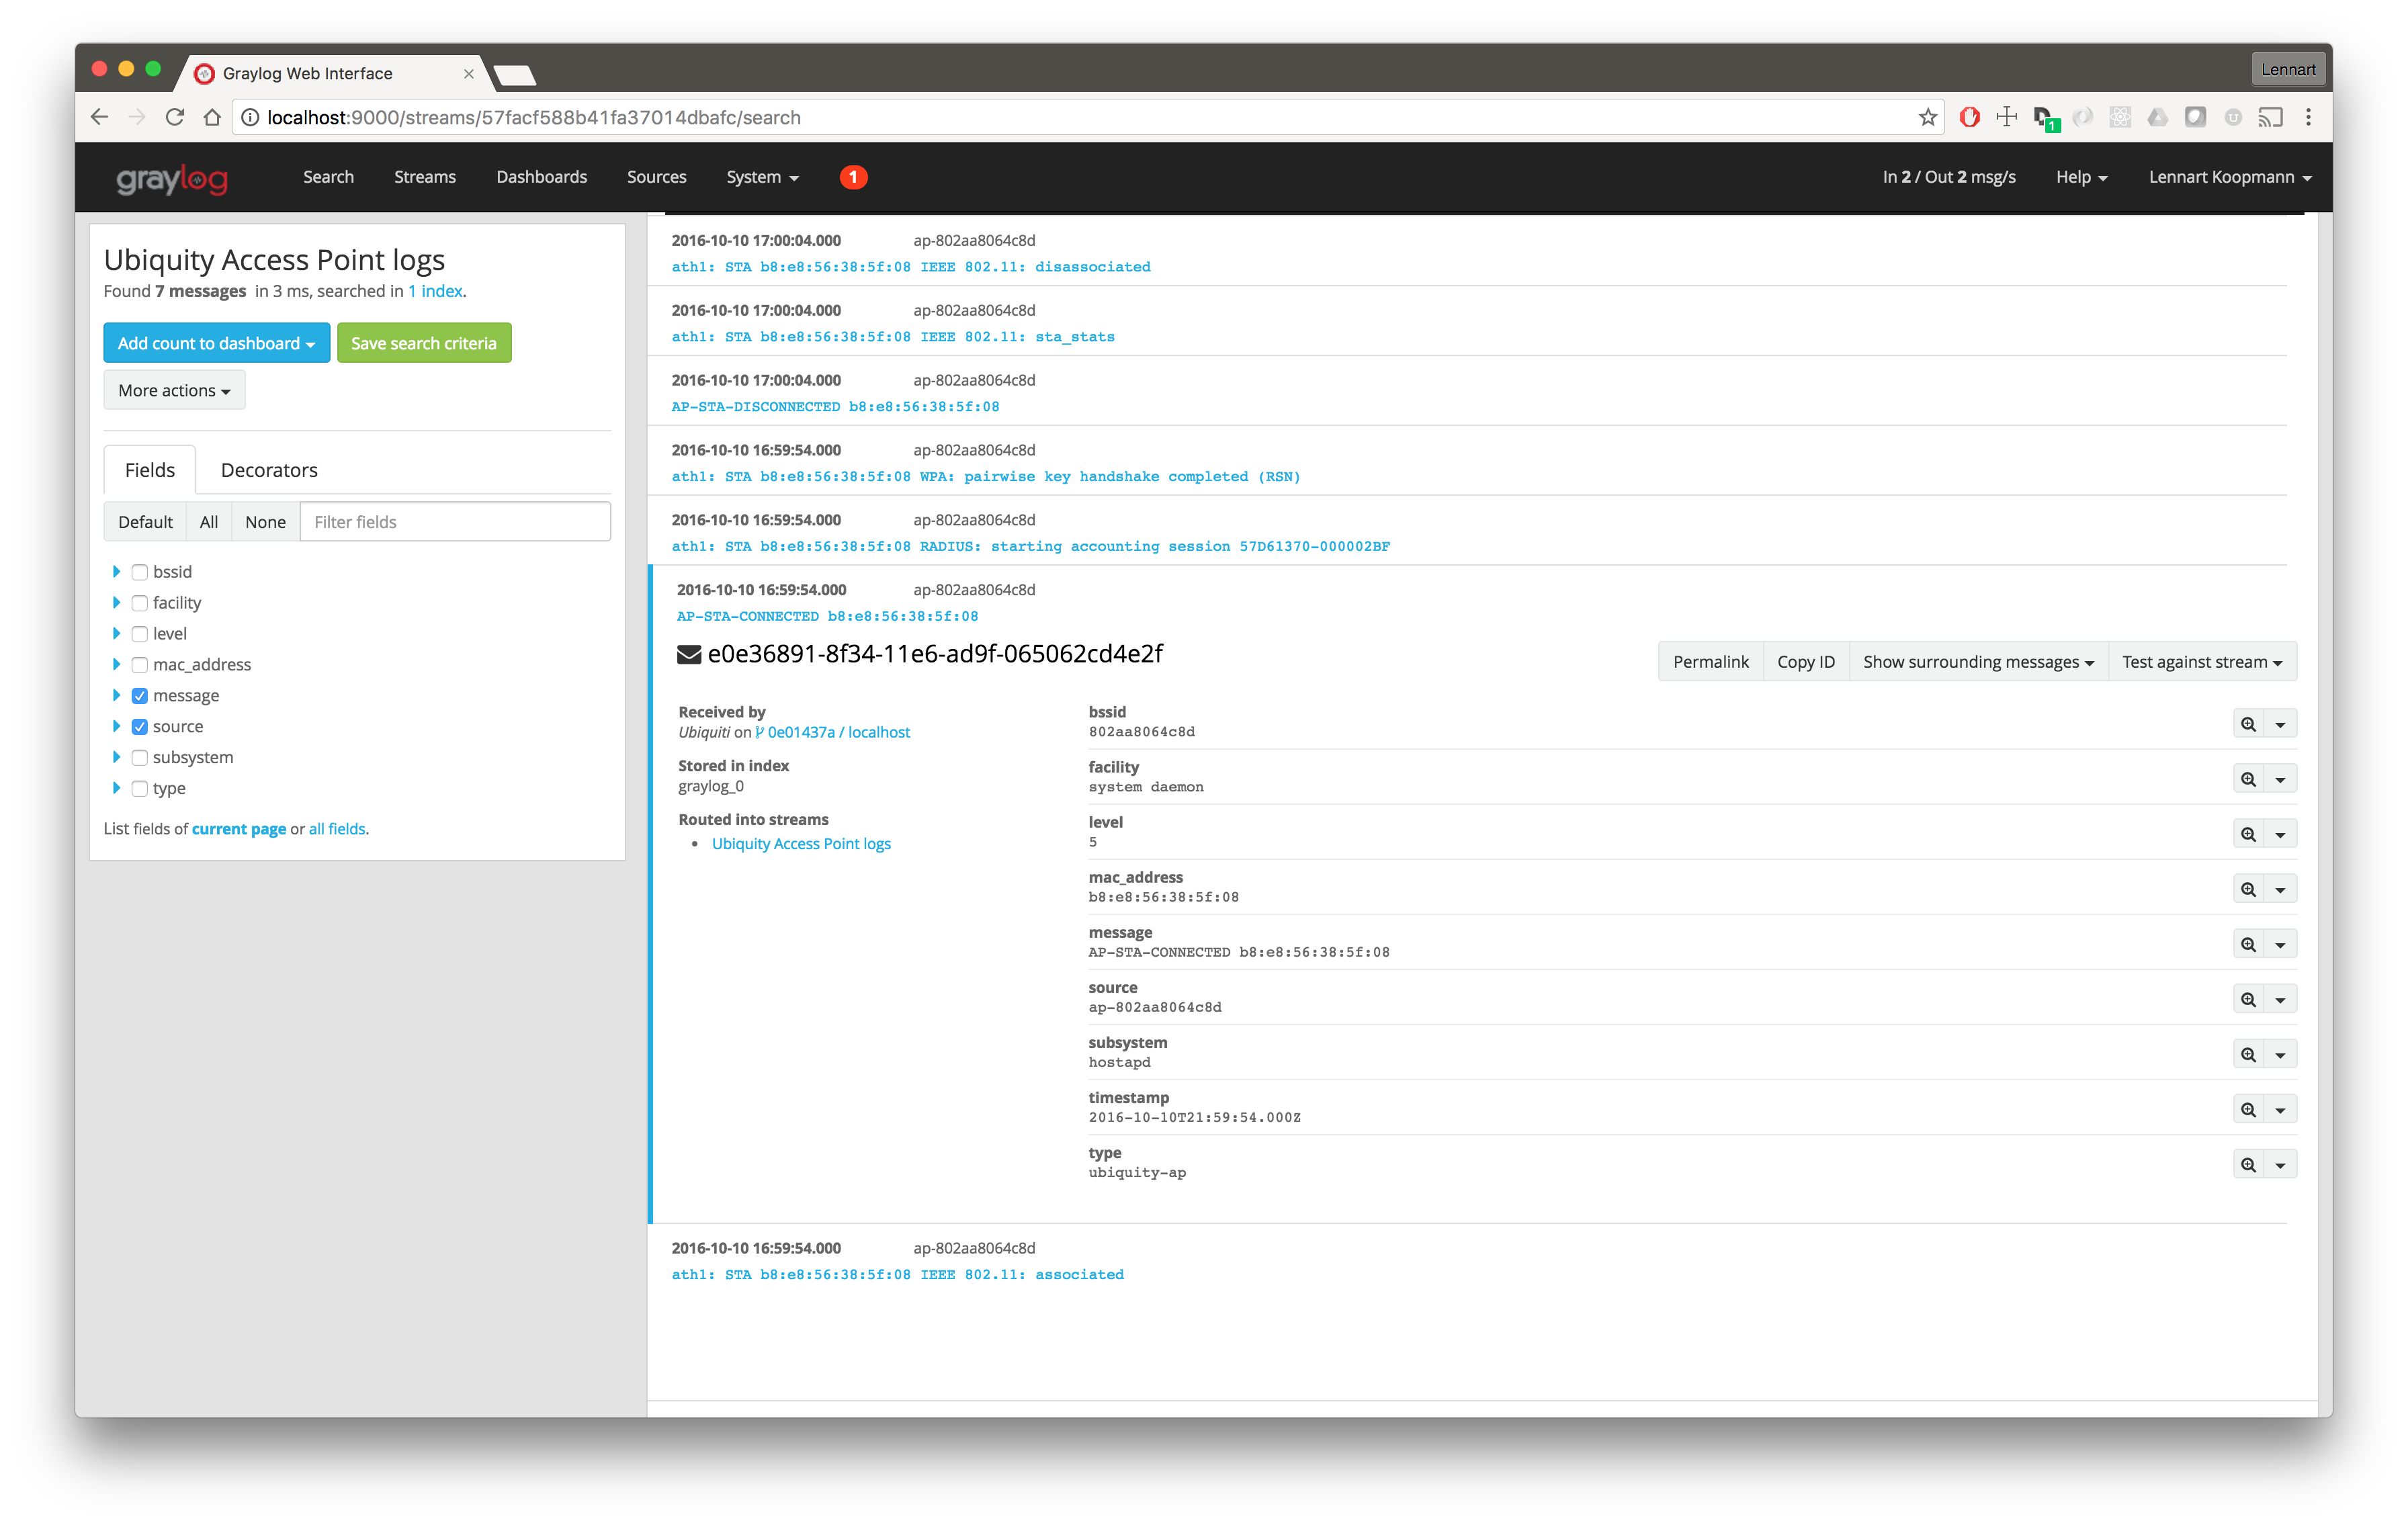 Graylog Web Interface
Lennart
localhost:9000/streams/57facf588b41fa37014dbafc/search
1
graylog Search Streams Dashboards Sources System 1 In 2 / Out 2 msg/s Help Lennart Koopmann
Ubiquity Access Point logs
Found 7 messages in 3 ms, searched in 1 index.
Add count to dashboard Save search criteria
More actions
Fields Decorators
Default All None Filter fields
bssid
facility
level
mac_address
message
source
subsystem
type
List fields of current page or all fields.
2016-10-10 17:00:04.000 ap-802aa8064c8d
ath1: STA b8:e8:56:38:5f:08 IEEE 802.11: disassociated
2016-10-10 17:00:04.000 ap-802aa8064c8d
ath1: STA b8:e8:56:38:5f:08 IEEE 802.11: sta_stats
2016-10-10 17:00:04.000 ap-802aa8064c8d
AP-STA-DISCONNECTED b8:e8:56:38:5f:08
2016-10-10 16:59:54.000 ap-802aa8064c8d
ath1: STA b8:e8:56:38:5f:08 WPA: pairwise key handshake completed (RSN)
2016-10-10 16:59:54.000 ap-802aa8064c8d
ath1: STA b8:e8:56:38:5f:08 RADIUS: starting accounting session 57D61370-000002BF
2016-10-10 16:59:54.000 ap-802aa8064c8d
AP-STA-CONNECTED b8:e8:56:38:5f:08
e0e36891-8f34-11e6-ad9f-065062cd4e2f
Permalink Copy ID Show surrounding messages Test against stream
Received by
Ubiquiti on 0e01437a / localhost
Stored in index
graylog_0
Routed into streams
Ubiquity Access Point logs
bssid
802aa8064c8d
facility
system daemon
level
5
mac_address
b8:e8:56:38:5f:08
message
AP-STA-CONNECTED b8:e8:56:38:5f:08
source
ap-802aa8064c8d
subsystem
hostapd
timestamp
2016-10-10T21:59:54.000Z
type
ubiquity-ap
2016-10-10 16:59:54.000 ap-802aa8064c8d
ath1: STA b8:e8:56:38:5f:08 IEEE 802.11: associated